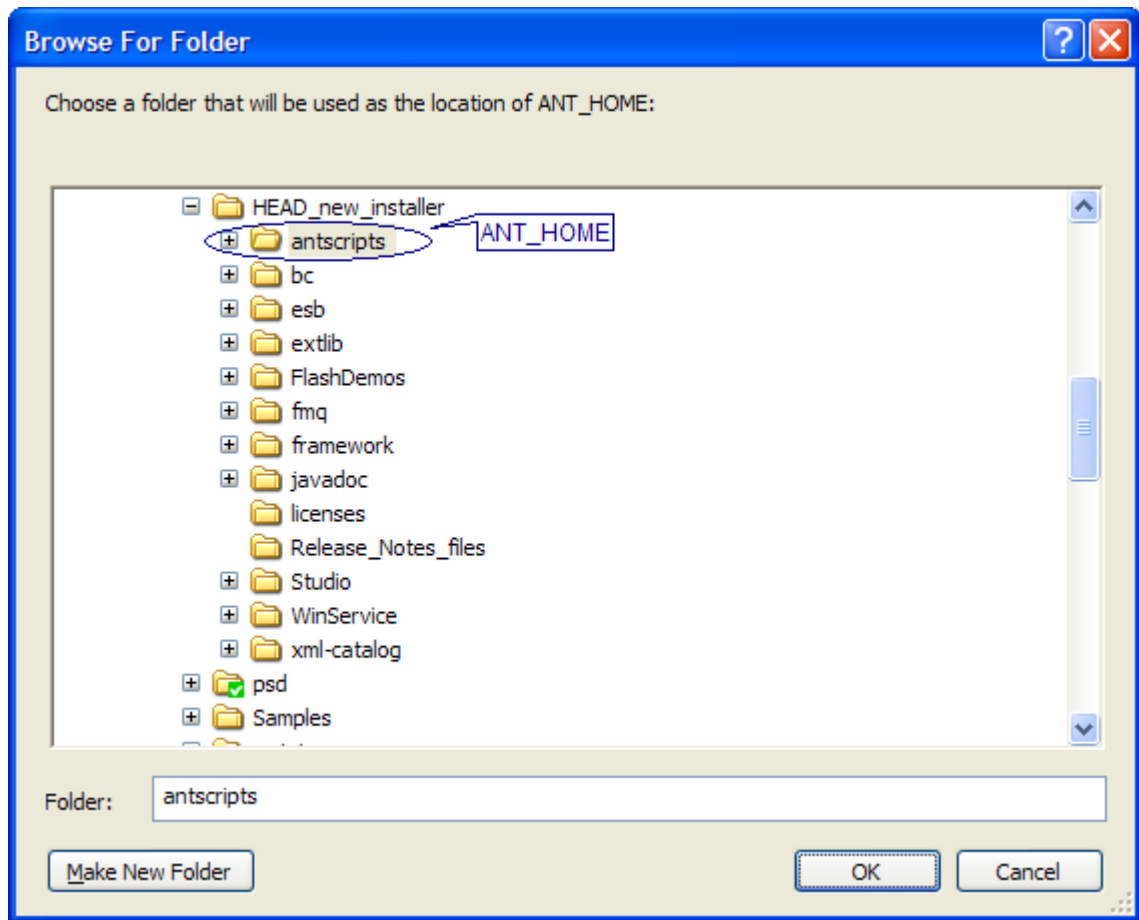 Browse For Folder
Choose a folder that will be used as the location of ANT_HOME:
HEAD_new_installer
antscripts
ANT_HOME
bc
esb
extlib
FlashDemos
fmq
framework
javadoc
licenses
Release_Notes_files
Studio
WinService
xml-catalog
psd
Samples
Folder:
antscripts
Make New Folder
OK
Cancel